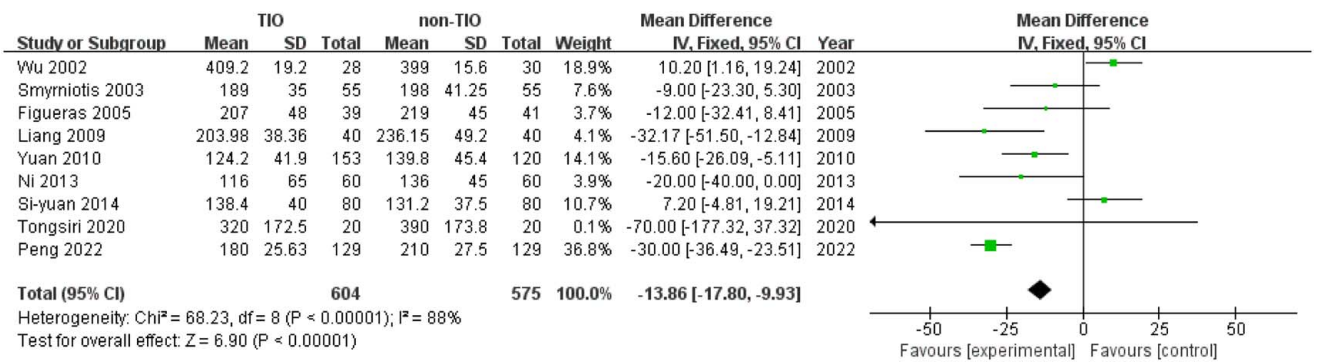 TIO non-TIO Mean Difference Mean Difference
Study or Subgroup Mean SD Total Mean SD Total Weight IV, Fixed, 95% CI Year IV, Fixed, 95% CI
Wu 2002 409.2 19.2 28 399 15.6 30 18.9% 10.20 [1.16, 19.24] 2002
Smyrniotis 2003 189 35 55 198 41.25 55 7.6% -9.00 [-23.30, 5.30] 2003
Figueras 2005 207 48 39 219 45 41 3.7% -12.00 [-32.41, 8.41] 2005
Liang 2009 203.98 38.36 40 236.15 49.2 40 4.1% -32.17 [-51.50, -12.84] 2009
Yuan 2010 124.2 41.9 153 139.8 45.4 120 14.1% -15.60 [-26.09, -5.11] 2010
Ni 2013 116 65 60 136 45 60 3.9% -20.00 [-40.00, 0.00] 2013
Si-yuan 2014 138.4 40 80 131.2 37.5 80 10.7% 7.20 [-4.81, 19.21] 2014
Tongsiri 2020 320 172.5 20 390 173.8 20 0.1% -70.00 [-177.32, 37.32] 2020
Peng 2022 180 25.63 129 210 27.5 129 36.8% -30.00 [-36.49, -23.51] 2022
Total (95% CI) 604 575 100.0% -13.86 [-17.80, -9.93]
Heterogeneity: Chi² = 68.23, df = 8 (P < 0.00001); I² = 88%
Test for overall effect: Z = 6.90 (P < 0.00001)
-50 -25 0 25 50
Favours [experimental] Favours [control]